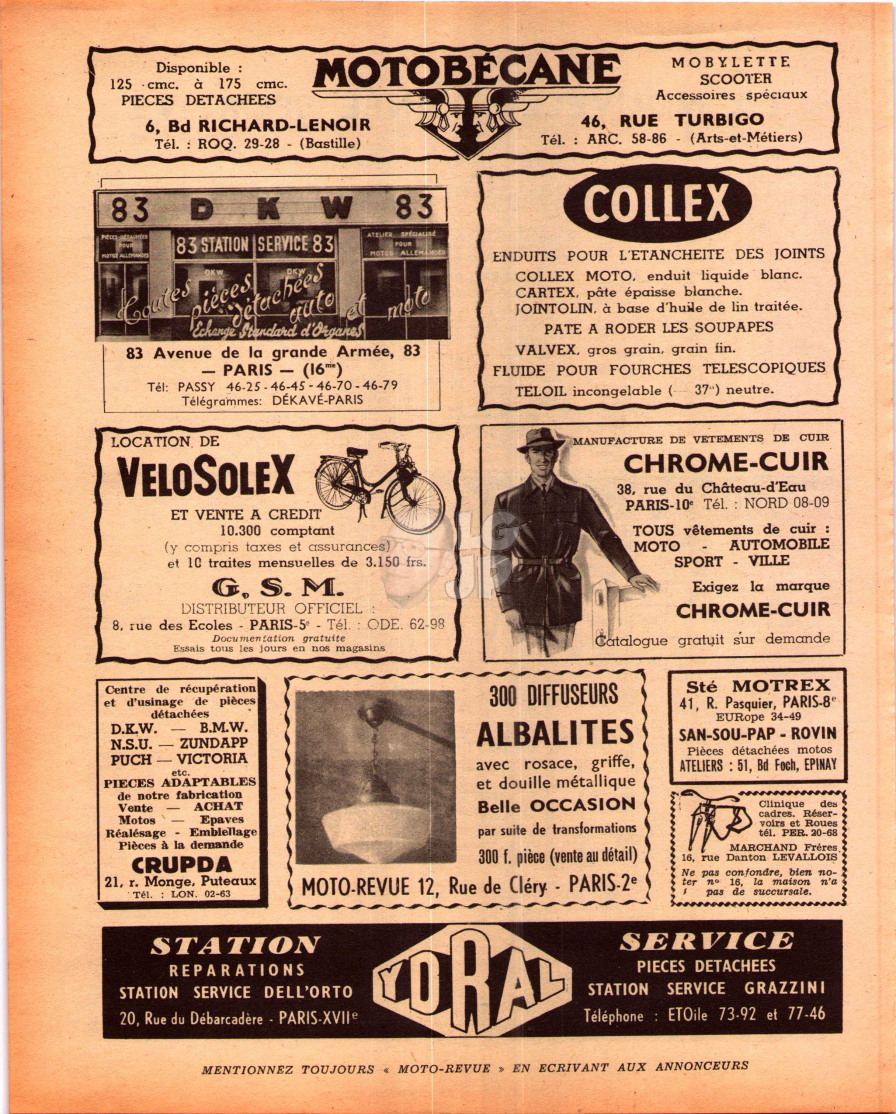 Disponible :
125 cmc. à 175 cmc.
PIECES DETACHEES
6, Bd RICHARD-LENOIR
Tél. : ROQ. 29-28 - (Bastille)
MOTOBÉCANE
MOBYLETTE
SCOOTER
Accessoires spéciaux
46, RUE TURBIGO
Tél. : ARC. 58-86 - (Arts-et-Métiers)
83 DKW 83
PIÈCES DÉTACHÉES
POUR
MOTOS ALLEMANDES
83 STATION SERVICE 83
ATELIER SPÉCIALISÉ
POUR
MOTOS ALLEMANDES
DKW DKW
Toutes pièces
détachées
auto et moto
Echange Standard d'Organes
83 Avenue de la grande Armée, 83
— PARIS — (16me)
Tél: PASSY 46-25 - 46-45 - 46-70 - 46-79
Télégrammes: DÉKAVÉ-PARIS
COLLEX
ENDUITS POUR L'ETANCHEITE DES JOINTS
COLLEX MOTO, enduit liquide blanc.
CARTEX, pâte épaisse blanche.
JOINTOLIN, à base d'huile de lin traitée.
PATE A RODER LES SOUPAPES
VALVEX, gros grain, grain fin.
FLUIDE POUR FOURCHES TELESCOPIQUES
TELOIL incongelable (— 37°) neutre.
LOCATION DE
VELOSOLEX
ET VENTE A CREDIT
10.300 comptant
(y compris taxes et assurances)
et 10 traites mensuelles de 3.150 frs.
G. S. M.
DISTRIBUTEUR OFFICIEL :
8, rue des Ecoles - PARIS-5e - Tél. : ODE. 62-98
Documentation gratuite
Essais tous les jours en nos magasins
MANUFACTURE DE VETEMENTS DE CUIR
CHROME-CUIR
38, rue du Château-d'Eau
PARIS-10e Tél. : NORD 08-09
TOUS vêtements de cuir :
MOTO - AUTOMOBILE
SPORT - VILLE
Exigez la marque
CHROME-CUIR
Catalogue gratuit sur demande
Centre de récupération
et d'usinage de pièces
détachées
D.K.W. — B.M.W.
N.S.U. — ZUNDAPP
PUCH — VICTORIA
etc.
PIECES ADAPTABLES
de notre fabrication
Vente — ACHAT
Motos — Epaves
Réalésage - Embiellage
Pièces à la demande
CRUPDA
21, r. Monge, Puteaux
Tél. : LON. 02-63
300 DIFFUSEURS
ALBALITES
avec rosace, griffe,
et douille métallique
Belle OCCASION
par suite de transformations
300 f. pièce (vente au détail)
MOTO-REVUE 12, Rue de Cléry - PARIS-2e
Sté MOTREX
41, R. Pasquier, PARIS-8e
EURope 34-49
SAN-SOU-PAP - ROVIN
Pièces détachées motos
ATELIERS : 51, Bd Foch, EPINAY
Clinique des
cadres. Réser-
voirs et Roues
tél. PER. 20-68
MARCHAND Frères
16, rue Danton LEVALLOIS
Ne pas confondre, bien no-
ter n° 16, la maison n'a
pas de succursale.
STATION
REPARATIONS
STATION SERVICE DELL'ORTO
20, Rue du Débarcadère - PARIS-XVIIe
YDRAL
SERVICE
PIECES DETACHEES
STATION SERVICE GRAZZINI
Téléphone : ETOile 73-92 et 77-46
MENTIONNEZ TOUJOURS « MOTO-REVUE » EN ECRIVANT AUX ANNONCEURS